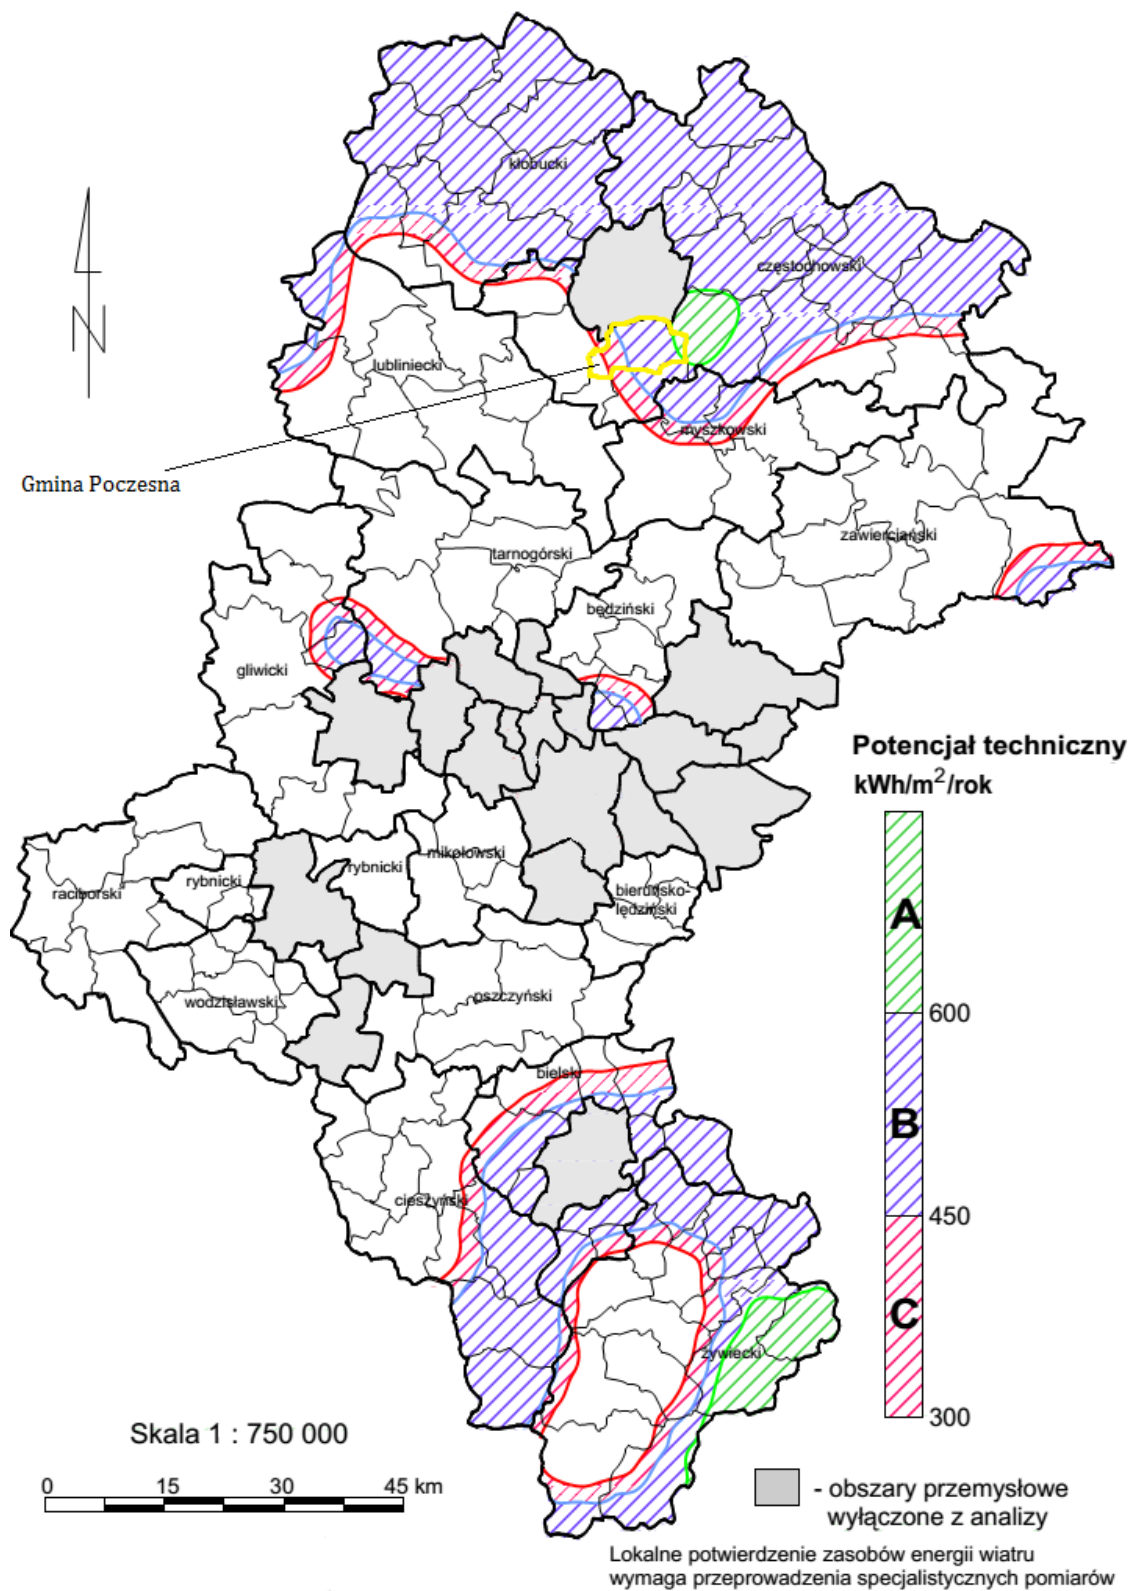 kłobucki
częstochowski
N
lubliniecki
myszkowski
Gmina Poczesna
zawierciański
tarnogórski
będziński
gliwicki
Potencjał techniczny
kWh/m²/rok
mikołowski
rybnicki
rybnicki
raciborski
bieruńsko-
lędziński
A
600
pszczyński
wodzisławski
bielski
B
cieszyński
450
C
żywiecki
300
Skala 1 : 750 000
0 15 30 45 km
- obszary przemysłowe
wyłączone z analizy
Lokalne potwierdzenie zasobów energii wiatru
wymaga przeprowadzenia specjalistycznych pomiarów